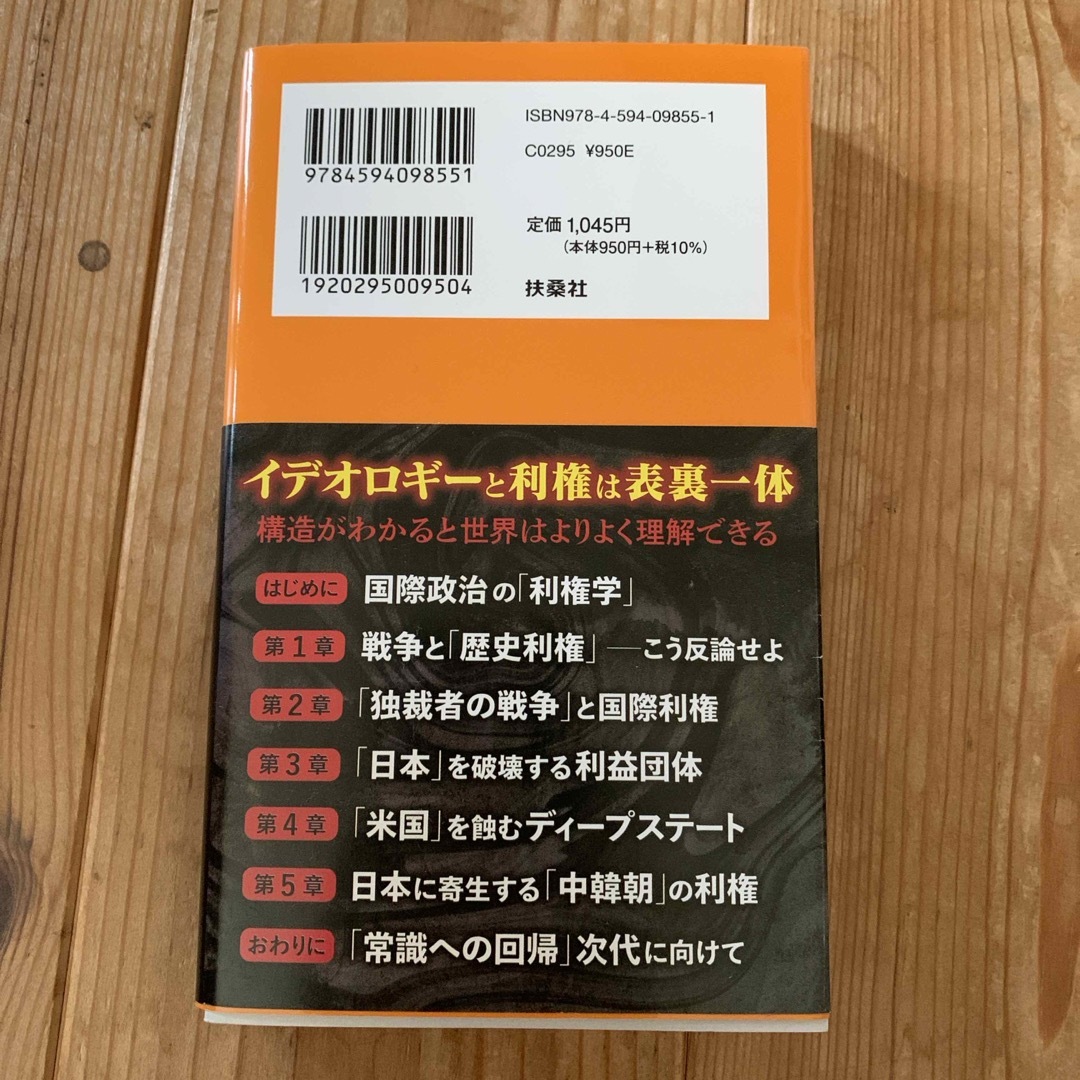 ISBN978-4-594-09855-1
C0295 ¥950E
9784594098551
定価1,045円
(本体950円+税10%)
1920295009504
扶桑社
イデオロギーと利権は表裏一体
構造がわかると世界はよりよく理解できる
はじめに 国際政治の「利権学」
第1章 戦争と「歴史利権」──こう反論せよ
第2章 「独裁者の戦争」と国際利権
第3章 「日本」を破壊する利益団体
第4章 「米国」を蝕むディープステート
第5章 日本に寄生する「中韓朝」の利権
おわりに 「常識への回帰」次代に向けて